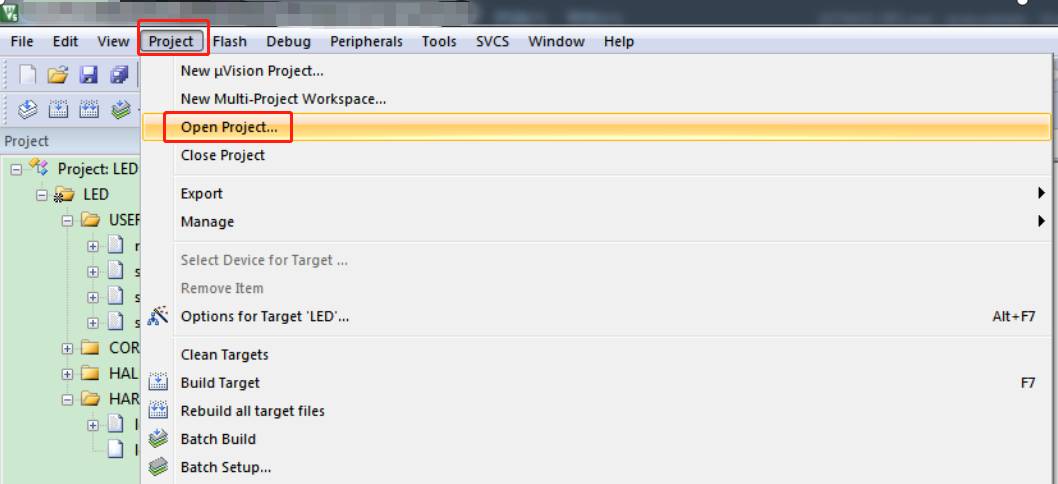 File Edit View Project Flash Debug Peripherals Tools SVCS Window Help
New µVision Project...
New Multi-Project Workspace...
Open Project...
Close Project
Export
Manage
Select Device for Target ...
Remove Item
Options for Target 'LED'... Alt+F7
Clean Targets
Build Target F7
Rebuild all target files
Batch Build
Batch Setup...
Project
Project: LED
LED
USER
COR
HAL
HAR